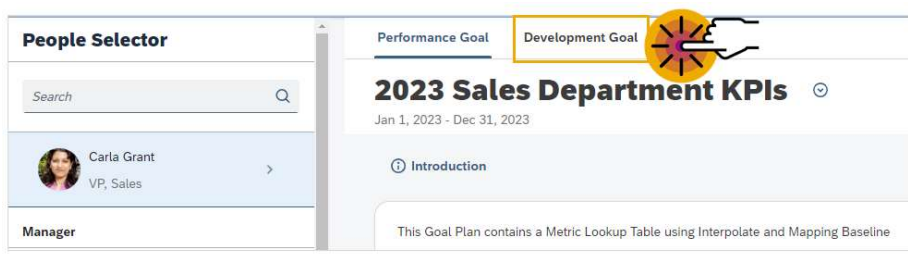 People Selector
Search
Carla Grant
VP, Sales
Manager
Performance Goal
Development Goal
2023 Sales Department KPIs
Jan 1, 2023 - Dec 31, 2023
Introduction
This Goal Plan contains a Metric Lookup Table using Interpolate and Mapping Baseline